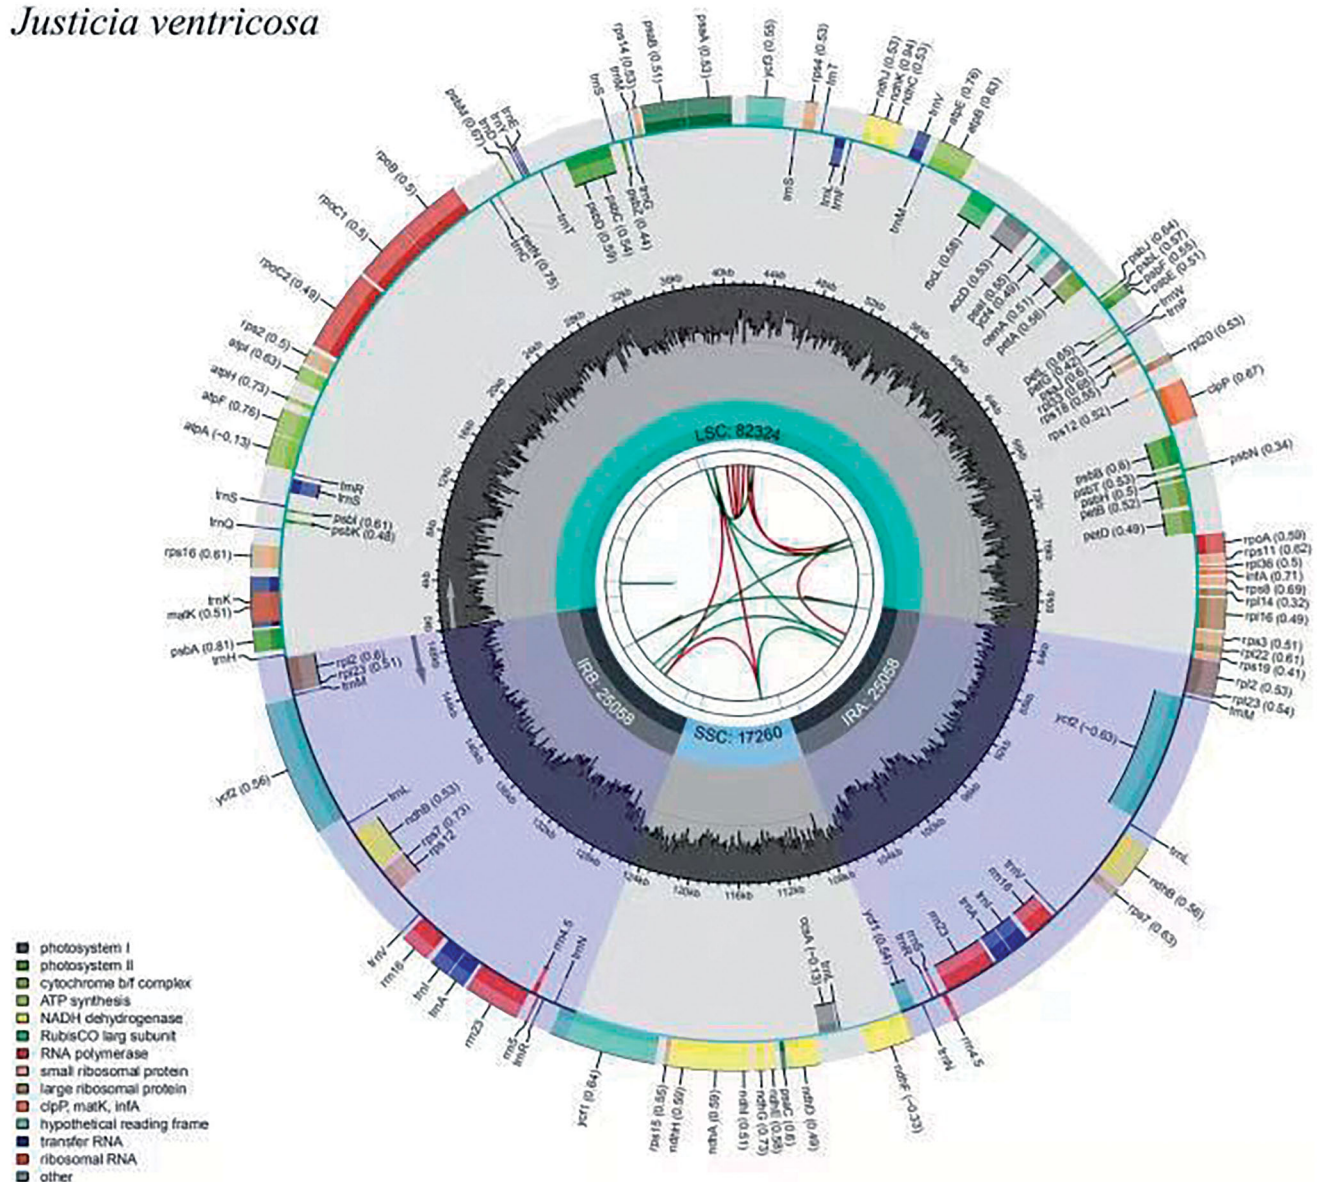 Justicia ventricosa
rps14 (0.53)
psaB (0.51)
psaA (0.53)
ycf3 (0.55)
rps4 (0.53)
trnT
ndhJ (0.53)
ndhK (0.94)
ndhC (0.53)
trnV
atpE (0.76)
atpB (0.63)
trnS
trnM
psbM (0.67)
trnD
trnY
trnE
rpoB (0.5)
rpoC1 (0.5)
rpoC2 (0.49)
rps2 (0.5)
atpI (0.63)
atpH (0.73)
atpF (0.76)
atpA (−0.13)
trnS
trnQ
rps16 (0.61)
trnK
matK (0.51)
psbA (0.81)
trnH
trnR
trnS
psbI (0.61)
psbK (0.48)
trnC
petN (0.75)
trnT
psbD (0.59)
psbC (0.54)
psbZ (0.44)
trnG
trnS
trnL
trnF
trnM
rbcL (0.56)
accD (0.53)
psaI (0.55)
ycf4 (0.49)
cemA (0.61)
petA (0.56)
psbJ (0.64)
psbL (0.57)
psbF (0.55)
psbE (0.51)
trnW
trnP
petL (0.65)
petG (0.42)
psaJ (0.6)
rps33 (0.65)
rps18 (0.55)
rps12 (0.52)
rpl20 (0.53)
clpP (0.67)
psbB (0.6)
psbT (0.53)
psbH (0.5)
petB (0.52)
petD (0.49)
psbN (0.34)
rpoA (0.59)
rps11 (0.62)
rpl36 (0.5)
infA (0.71)
rps8 (0.69)
rpl14 (0.32)
rpl16 (0.49)
rps3 (0.51)
rpl22 (0.61)
rps19 (0.41)
rpl2 (0.53)
rpl23 (0.54)
trnM
rpl2 (0.6)
rpl23 (0.51)
trnM
ycf2 (0.56)
ycf2 (−0.63)
LSC: 82324
IRB: 25058
IRA: 25058
SSC: 17260
trnL
ndhB (0.53)
rps7 (0.73)
rps12
trnL
ndhB (0.56)
rps7 (0.63)
trnV
rrn16
trnI
trnA
rrn23
rrn5
trnR
rrn4.5
trnN
trnV
rrn16
trnI
trnA
rrn23
rrn5
trnR
ycf1 (0.54)
ccsA (−0.13)
trnL
rrn4.5
trnN
ycf1 (0.64)
rps15 (0.55)
ndhH (0.59)
ndhA (0.59)
ndhI (0.51)
ndhG (0.73)
ndhE (0.58)
psaC (0.6)
ndhD (0.49)
ndhF (−0.33)
40kb
44kb
116kb
112kb
108kb
120kb
124kb
104kb
100kb
photosystem I
photosystem II
cytochrome b/f complex
ATP synthesis
NADH dehydrogenase
RubisCO larg subunit
RNA polymerase
small ribosomal protein
large ribosomal protein
clpP, matK, infA
hypothetical reading frame
transfer RNA
ribosomal RNA
other